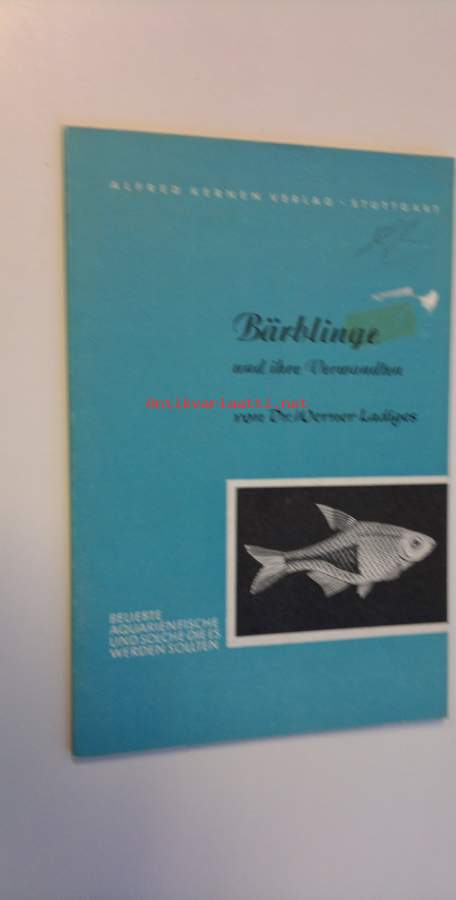 ALFRED KERNEN VERLAG - STUTTGART
Bärblinge
und ihre Verwandten
antikvariaatti.net
von Dr. Werner Ladiges
BELIEBTE
AQUARIENFISCHE
UND SOLCHE DIE ES
WERDEN SOLLTEN